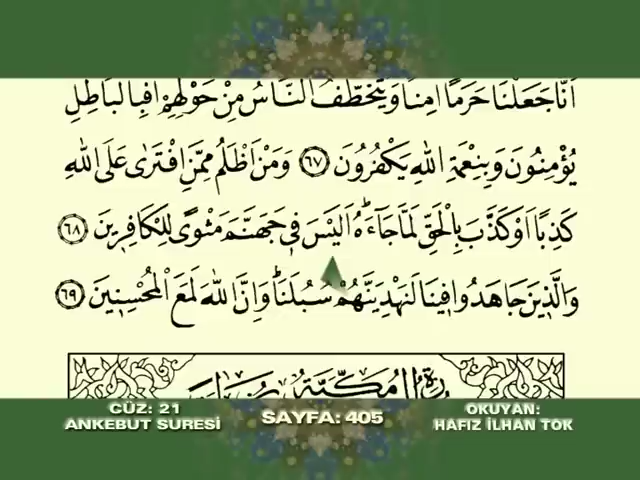 اَنَّا جَعَلْنَا حَرَمًا اٰمِنًا وَيُتَخَطَّفُ النَّاسُ مِنْ حَوْلِهِمْ اَفَبِالْبَاطِلِ
يُؤْمِنُونَ وَبِنِعْمَةِ اللّٰهِ يَكْفُرُونَ ﴿٦٧﴾ وَمَنْ اَظْلَمُ مِمَّنِ افْتَرٰى عَلَى اللّٰهِ
كَذِبًا اَوْ كَذَّبَ بِالْحَقِّ لَمَّا جَاءَهُ اَلَيْسَ فِي جَهَنَّمَ مَثْوًى لِلْكَافِرِينَ ﴿٦٨﴾
وَالَّذِينَ جَاهَدُوا فِينَا لَنَهْدِيَنَّهُمْ سُبُلَنَا وَاِنَّ اللّٰهَ لَمَعَ الْمُحْسِنِينَ ﴿٦٩﴾
CÜZ: 21
ANKEBUT SURESİ
SAYFA: 405
OKUYAN:
HAFIZ İLHAN TOK